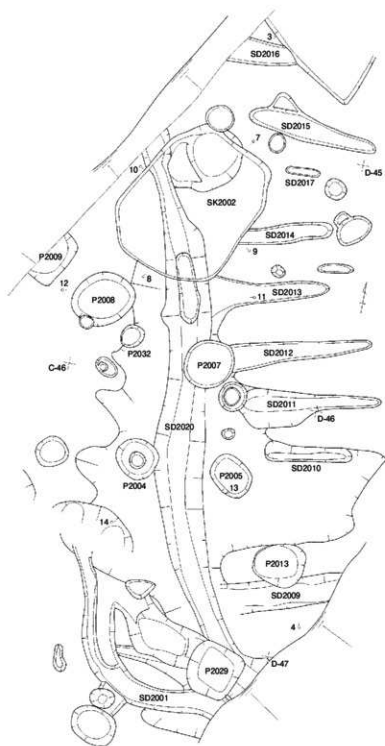 3
SD2016
SD2015
7
D-45
10
SD2017
SK2002
SD2014
P2009
9
8
12
SD2013
P2008
11
P2032
SD2012
C-46
P2007
SD2011
D-46
SD2020
SD2010
P2004
P2005
13
14
P2013
SD2009
4
D-47
P2029
SD2001